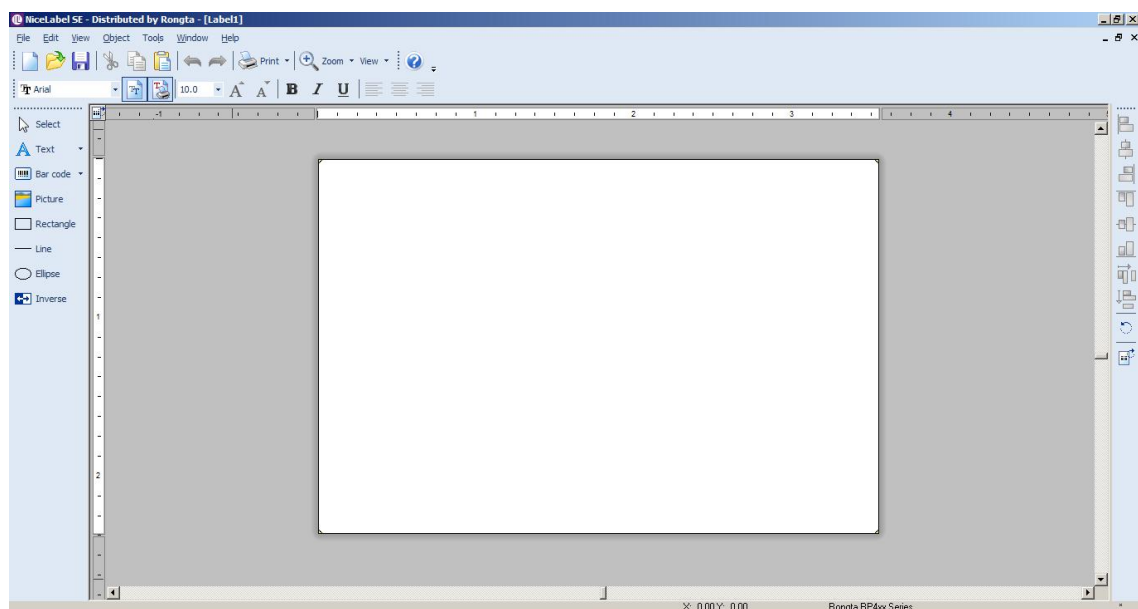 NiceLabel SE - Distributed by Rongta - [Label1]
File Edit View Object Tools Window Help
Print Zoom View
Arial 10.0 A A B I U
-1 1 2 3 4
Select
Text
Bar code
Picture
Rectangle
Line
Ellipse
Inverse
1
2
X: 0.00 Y: 0.00 Rongta RP4xx Series